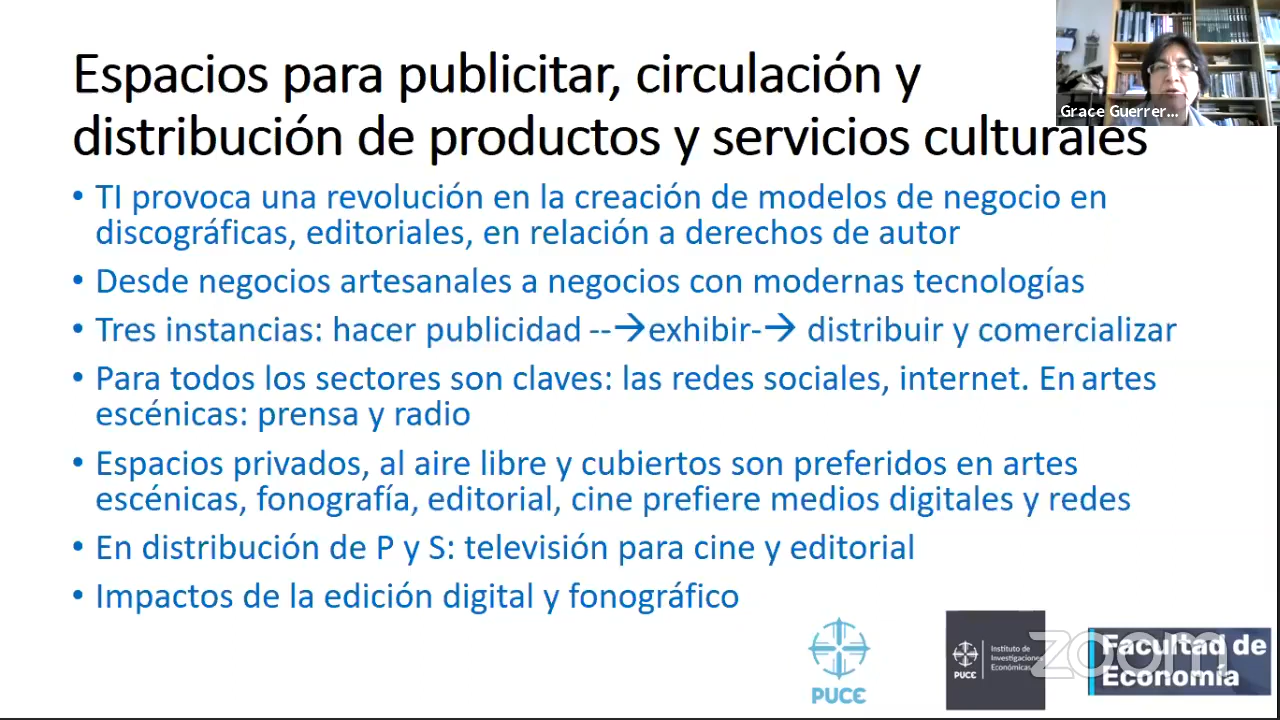 Espacios para publicitar, circulación y
distribución de productos y servicios culturales
Grace Guerrer...
• TI provoca una revolución en la creación de modelos de negocio en
discográficas, editoriales, en relación a derechos de autor
• Desde negocios artesanales a negocios con modernas tecnologías
• Tres instancias: hacer publicidad --→exhibir-→ distribuir y comercializar
• Para todos los sectores son claves: las redes sociales, internet. En artes
escénicas: prensa y radio
• Espacios privados, al aire libre y cubiertos son preferidos en artes
escénicas, fonografía, editorial, cine prefiere medios digitales y redes
• En distribución de P y S: televisión para cine y editorial
• Impactos de la edición digital y fonográfico
PUCE
PUCE
Instituto de
Investigaciones
Económicas
zoom
Facultad de
Economía